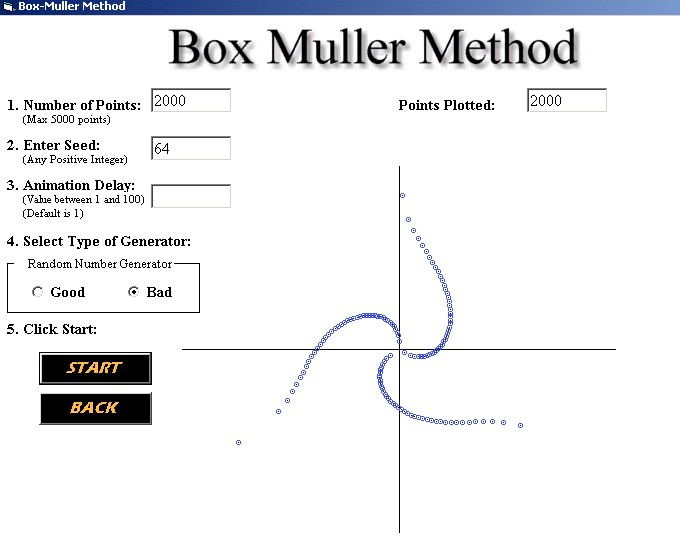 Box-Muller Method
Box Muller Method
1. Number of Points: 2000
(Max 5000 points)
Points Plotted: 2000
2. Enter Seed: 64
(Any Positive Integer)
3. Animation Delay:
(Value between 1 and 100)
(Default is 1)
4. Select Type of Generator:
Random Number Generator
Good Bad
5. Click Start:
START
BACK